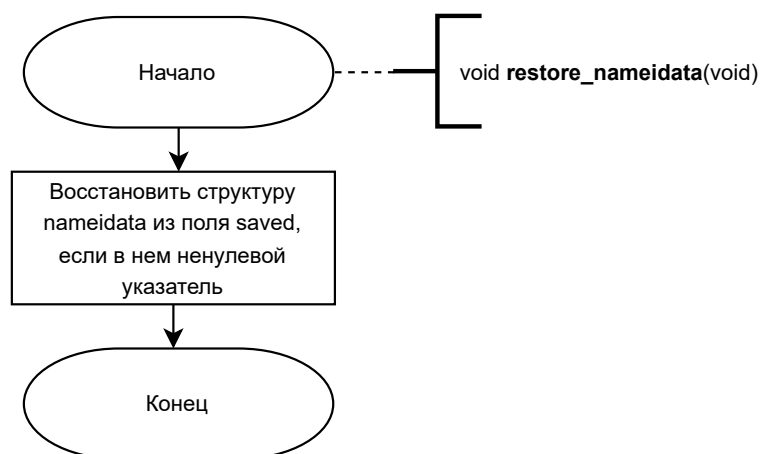 Начало
void restore_nameidata(void)
Восстановить структуру
nameidata из поля saved,
если в нем ненулевой
указатель
Конец